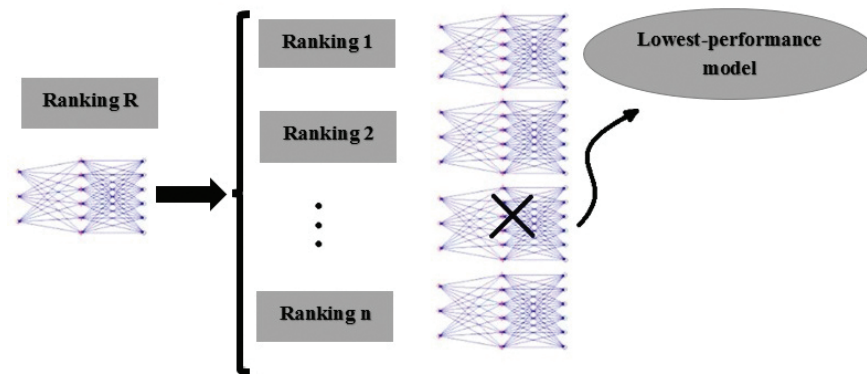 Ranking R
Ranking 1
Ranking 2
Ranking n
Lowest-performance
model